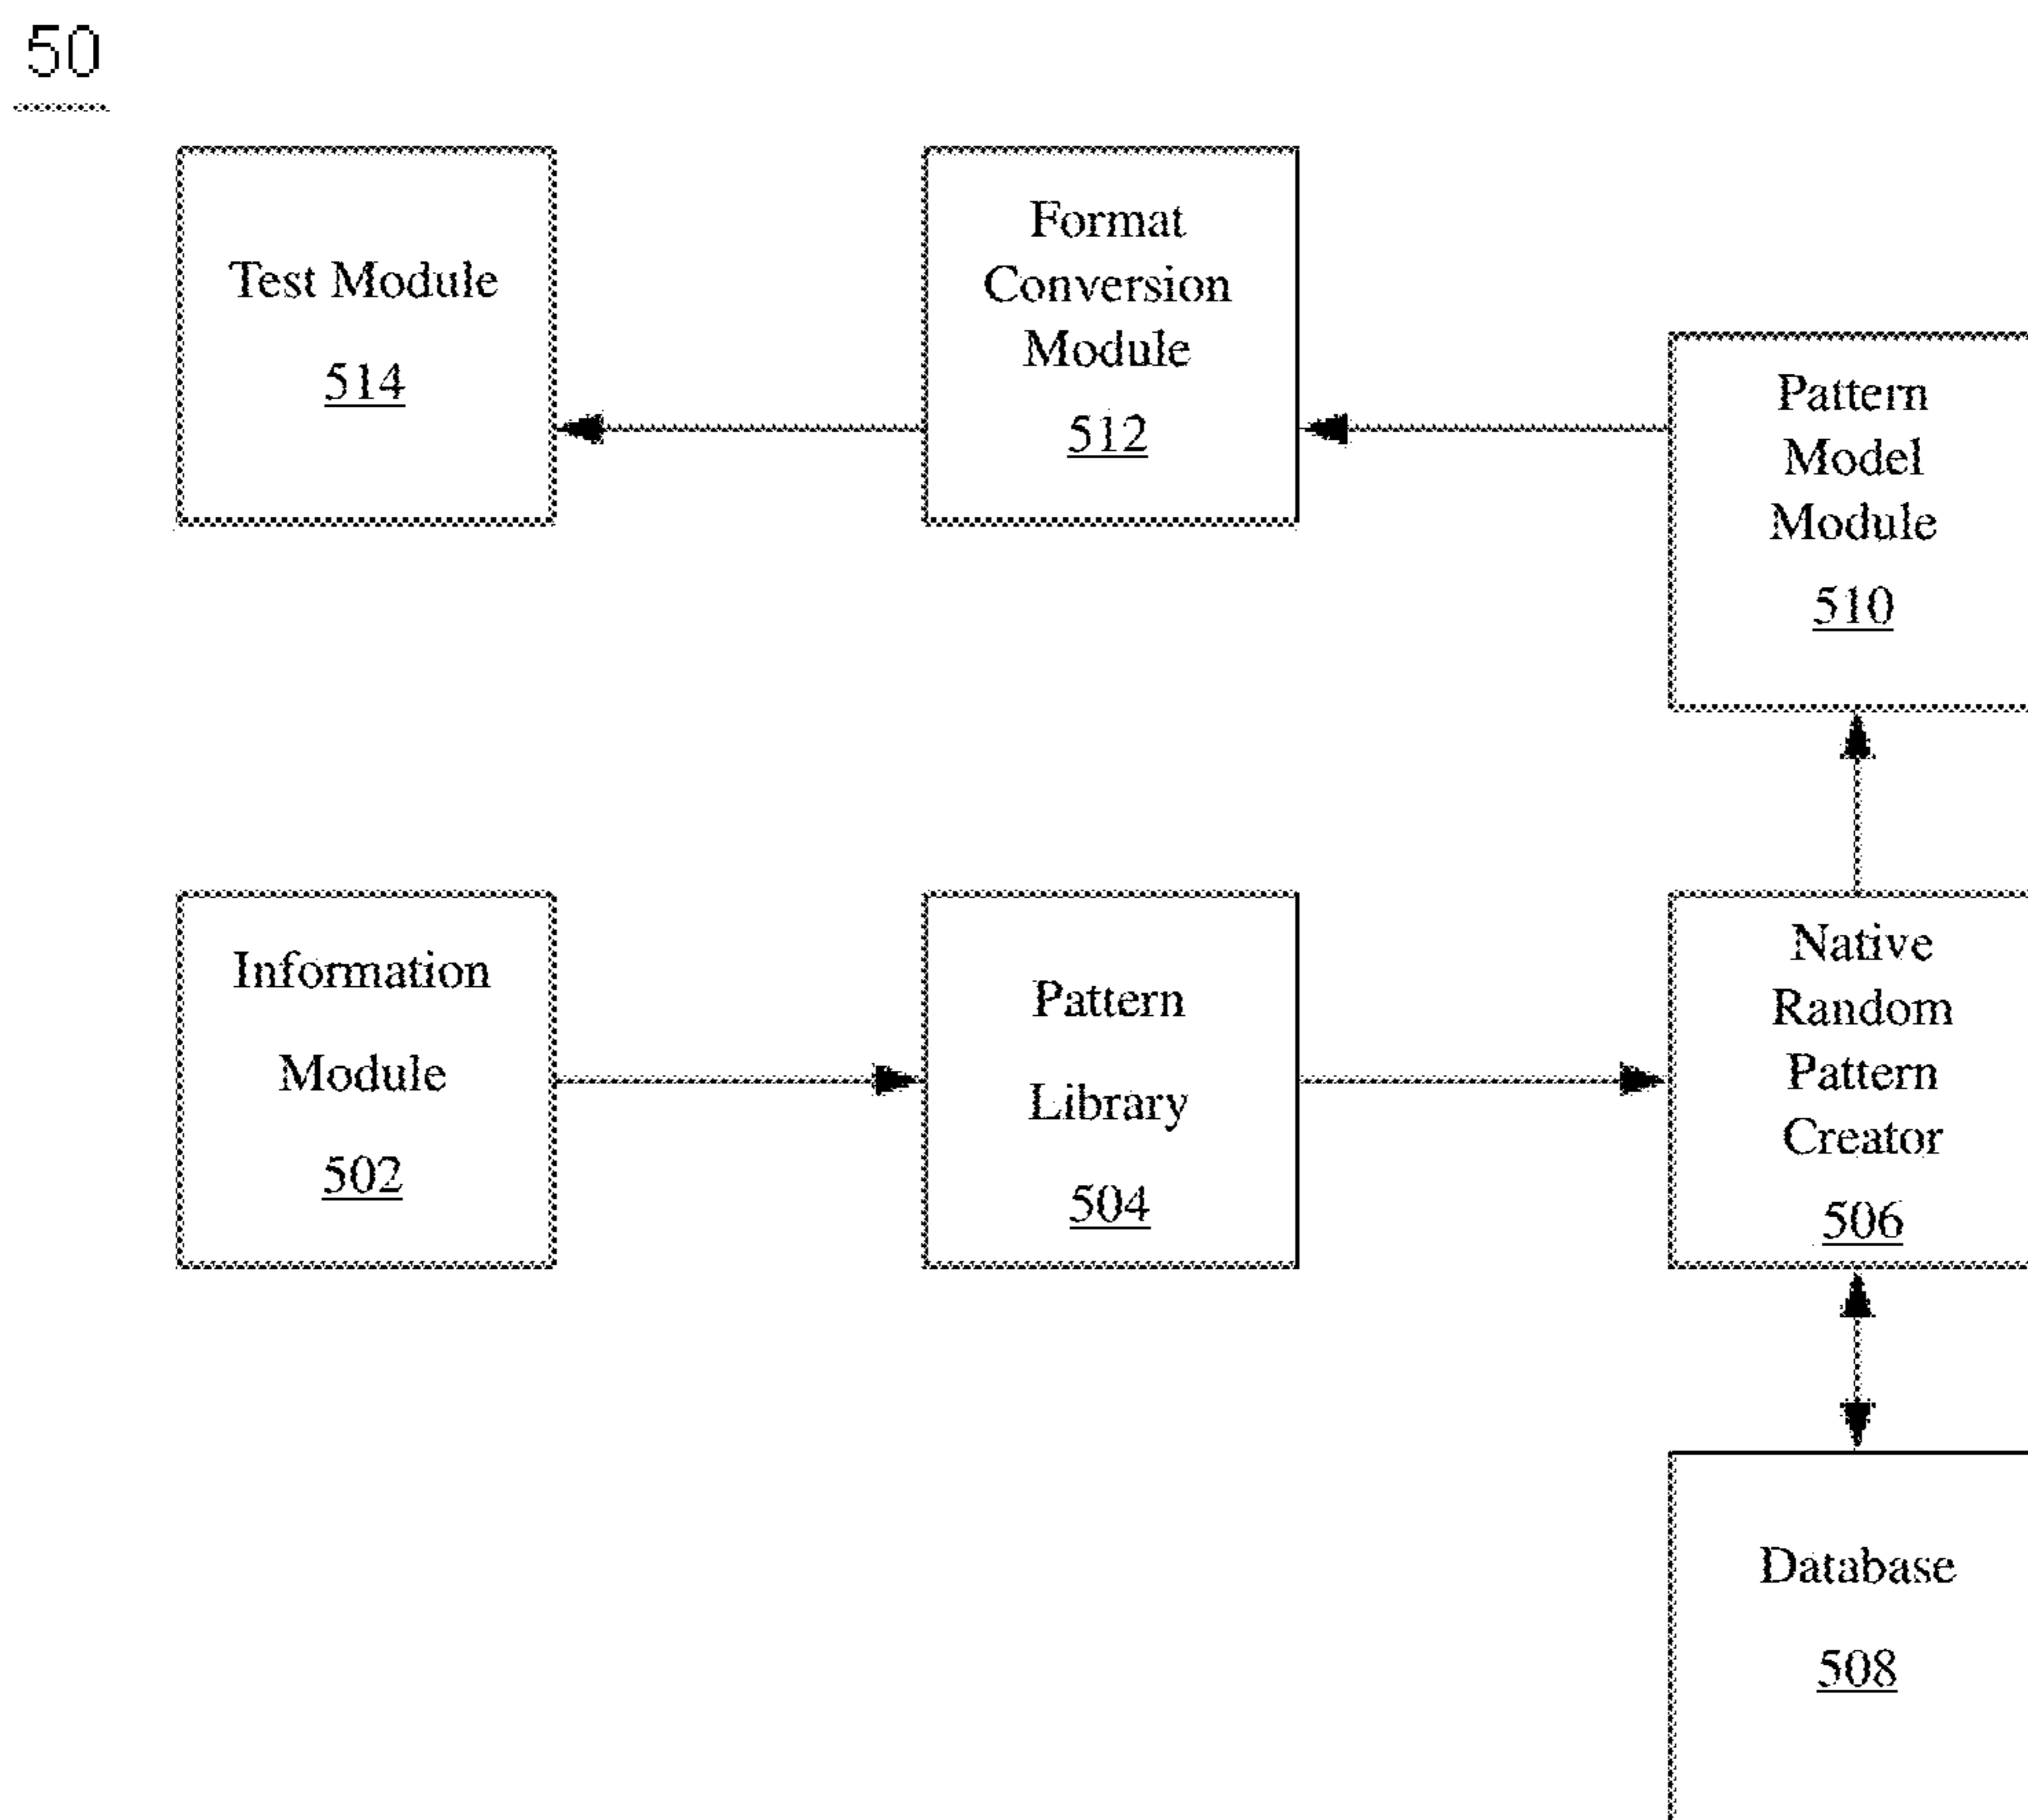 50
Test Module
514
Format
Conversion
Module
512
Pattern
Model
Module
510
Information
Module
502
Pattern
Library
504
Native
Random
Pattern
Creator
506
Database
508